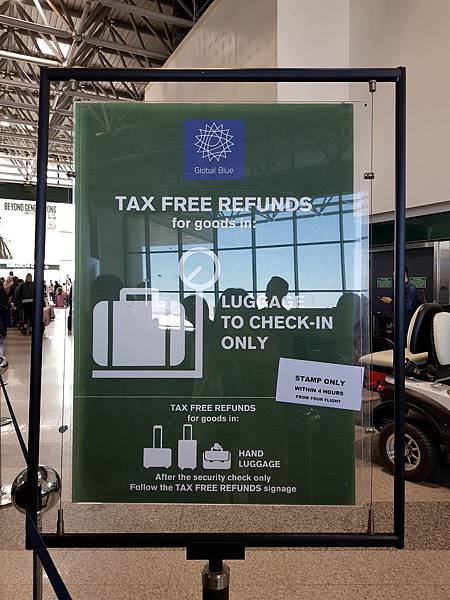 BEYOND GENE
Global Blue
TAX FREE REFUNDS
for goods in:
LUGGAGE
TO CHECK-IN
ONLY
STAMP ONLY
WITHIN 4 HOURS
FROM YOUR FLIGHT
TAX FREE REFUNDS
for goods in:
HAND
LUGGAGE
After the security check only
Follow the TAX FREE REFUNDS signage